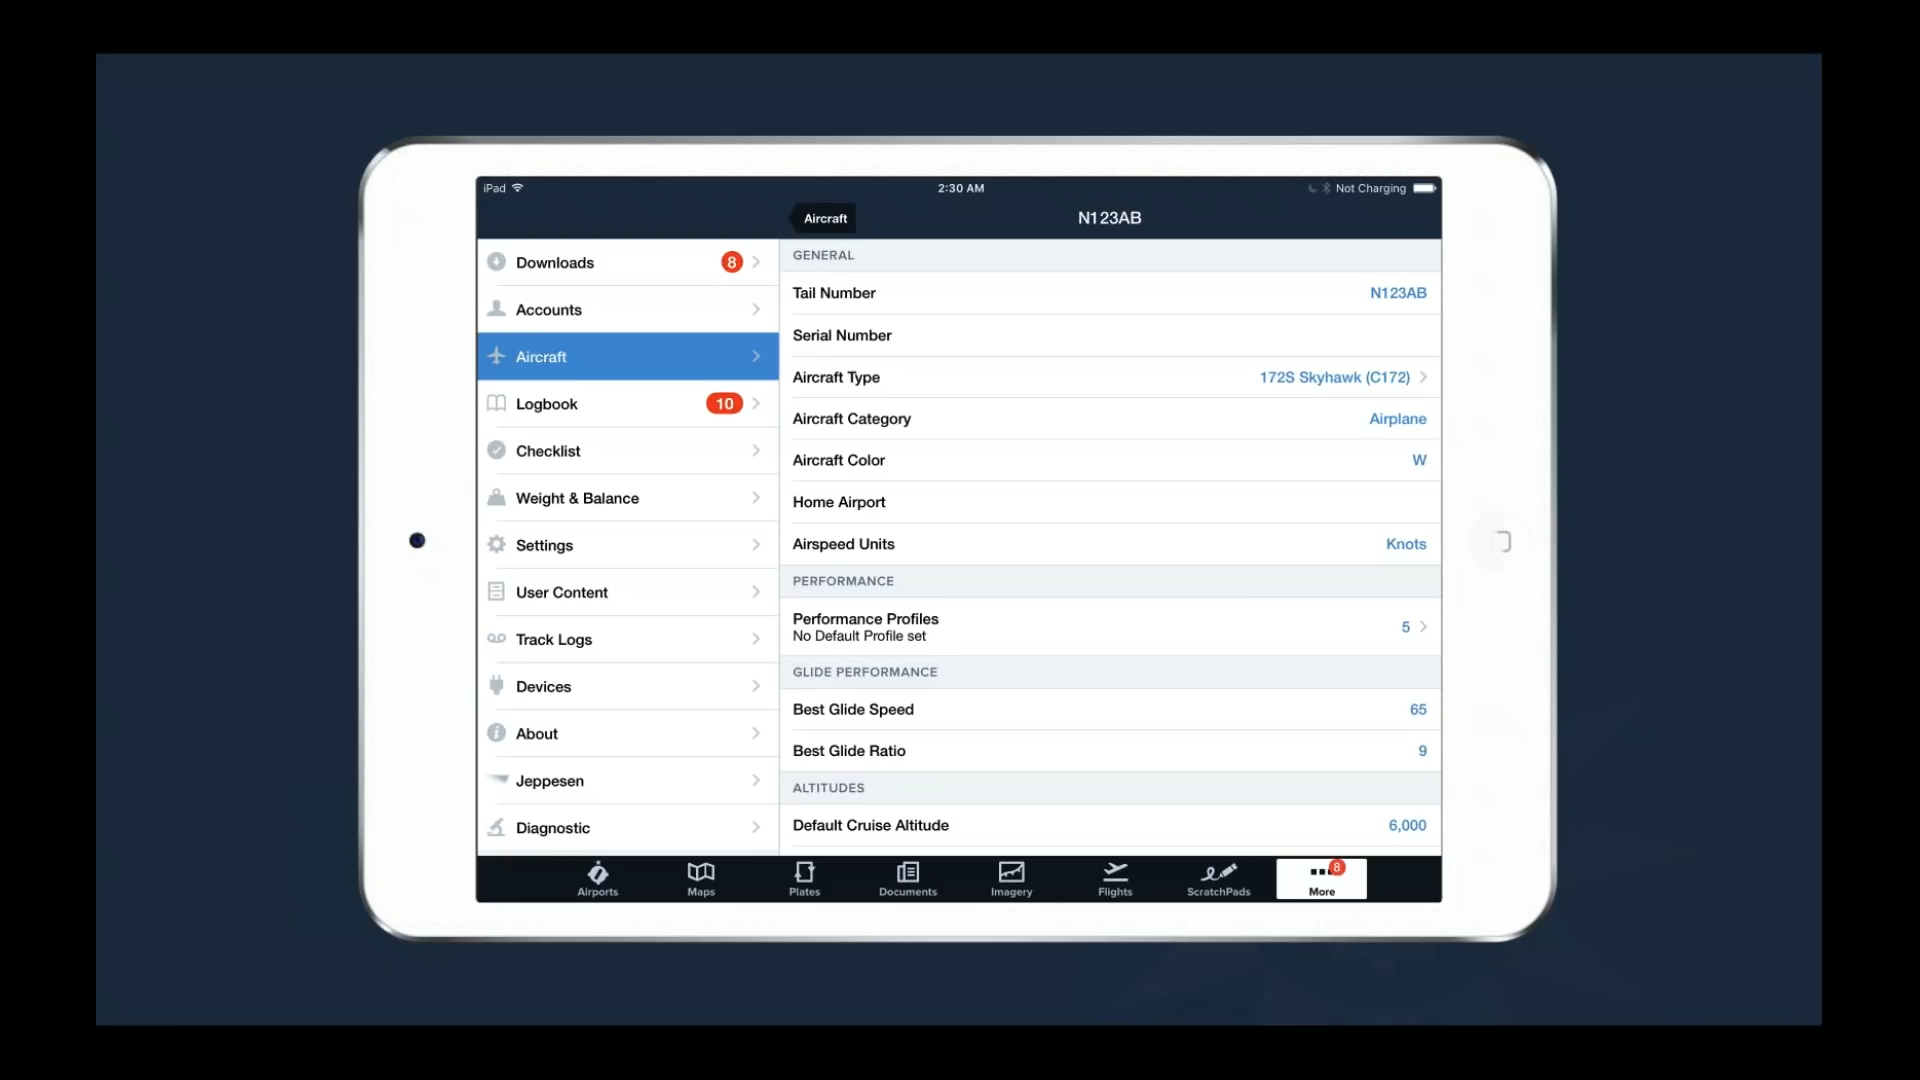 iPad
2:30 AM
Not Charging
Aircraft
N123AB
Downloads
8
Accounts
Aircraft
Logbook
10
Checklist
Weight & Balance
Settings
User Content
Track Logs
Devices
About
Jeppesen
Diagnostic
GENERAL
Tail Number
N123AB
Serial Number
Aircraft Type
172S Skyhawk (C172)
Aircraft Category
Airplane
Aircraft Color
W
Home Airport
Airspeed Units
Knots
PERFORMANCE
Performance Profiles
No Default Profile set
5
GLIDE PERFORMANCE
Best Glide Speed
65
Best Glide Ratio
9
ALTITUDES
Default Cruise Altitude
6,000
Airports
Maps
Plates
Documents
Imagery
Flights
ScratchPads
8
More